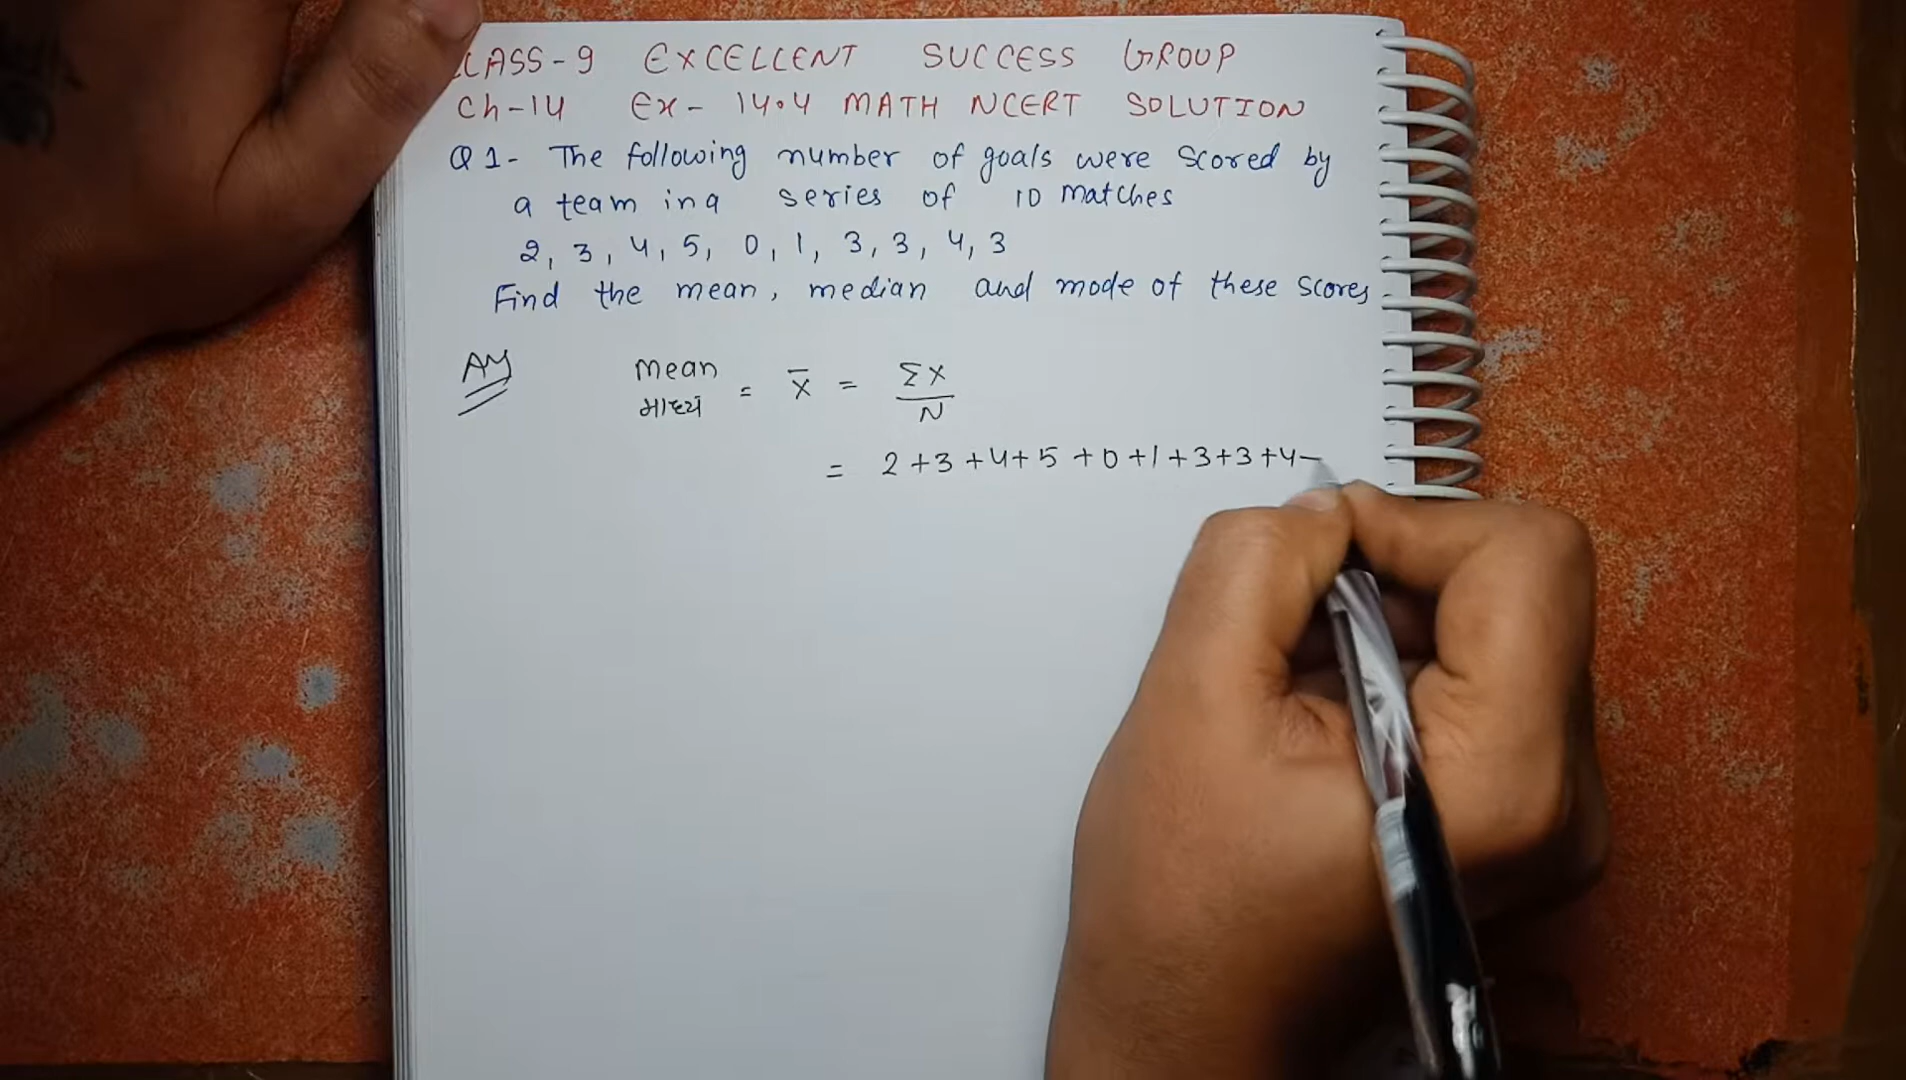 CLASS-9 EXCELLENT SUCCESS GROUP
Ch-14 Ex- 14.4 MATH NCERT SOLUTION
Q1- The following number of goals were scored by
a team in a series of 10 matches
2, 3, 4, 5, 0, 1, 3, 3, 4, 3
Find the mean, median and mode of these scores
Ans
mean = x̄ = Σx/N
= 2+3+4+5+0+1+3+3+4-